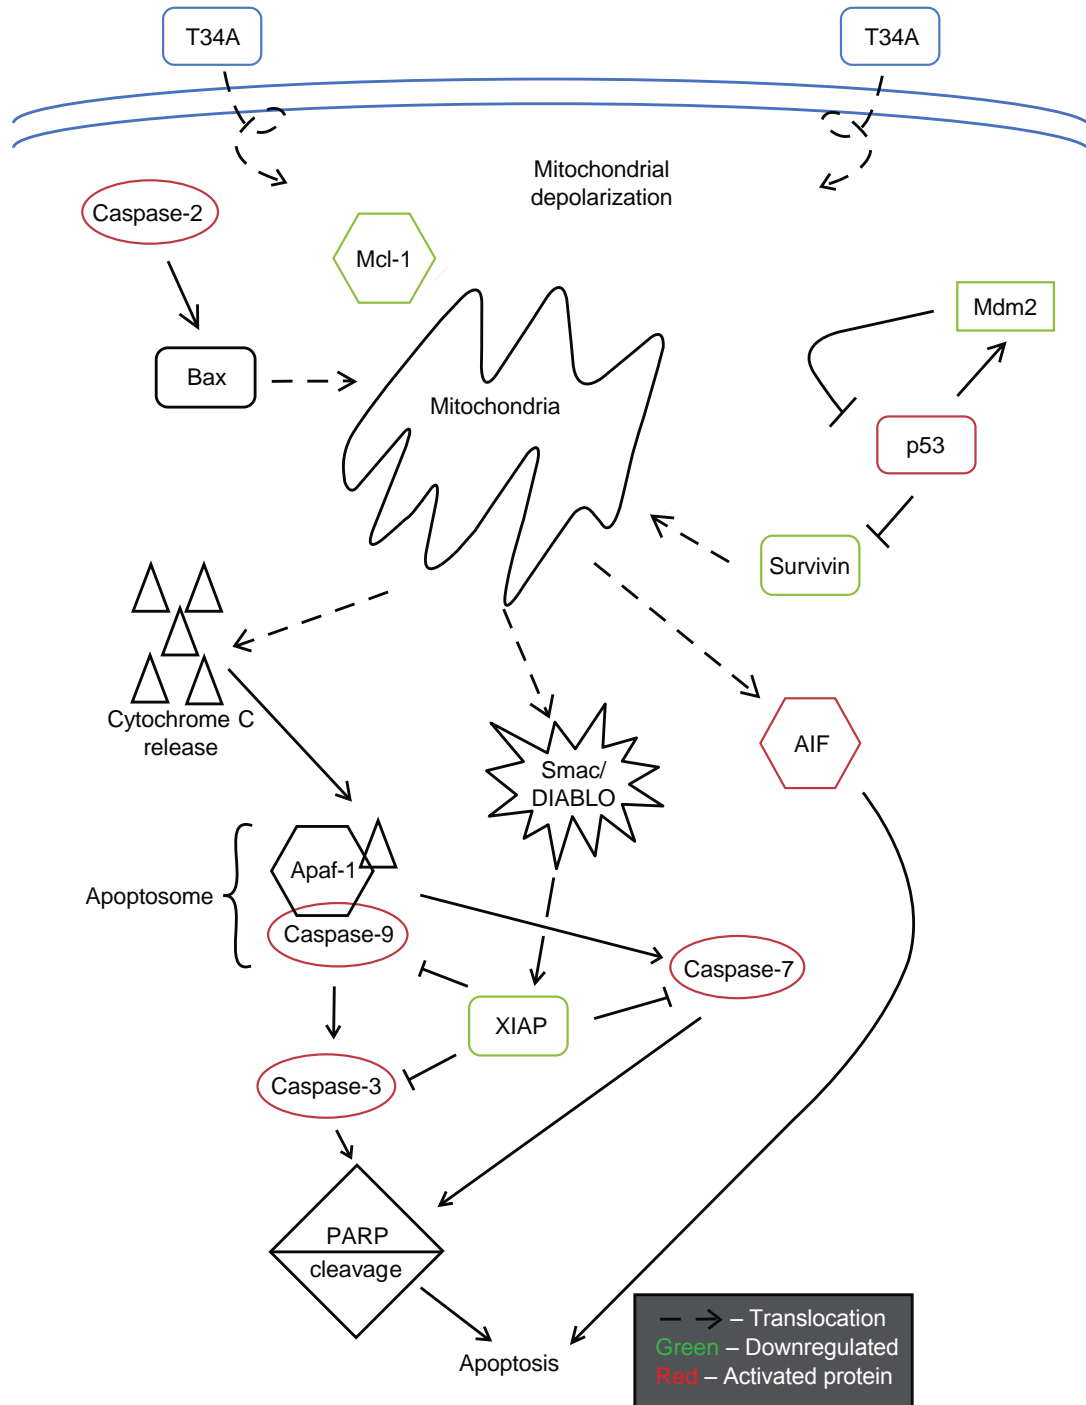 T34A
T34A
Mitochondrial
depolarization
Caspase-2
Mcl-1
Mdm2
Bax
Mitochondria
p53
Survivin
Cytochrome C
release
AIF
Smac/
DIABLO
Apaf-1
Apoptosome
Caspase-9
Caspase-7
XIAP
Caspase-3
PARP
cleavage
Apoptosis
– Translocation
Green – Downregulated
Red – Activated protein